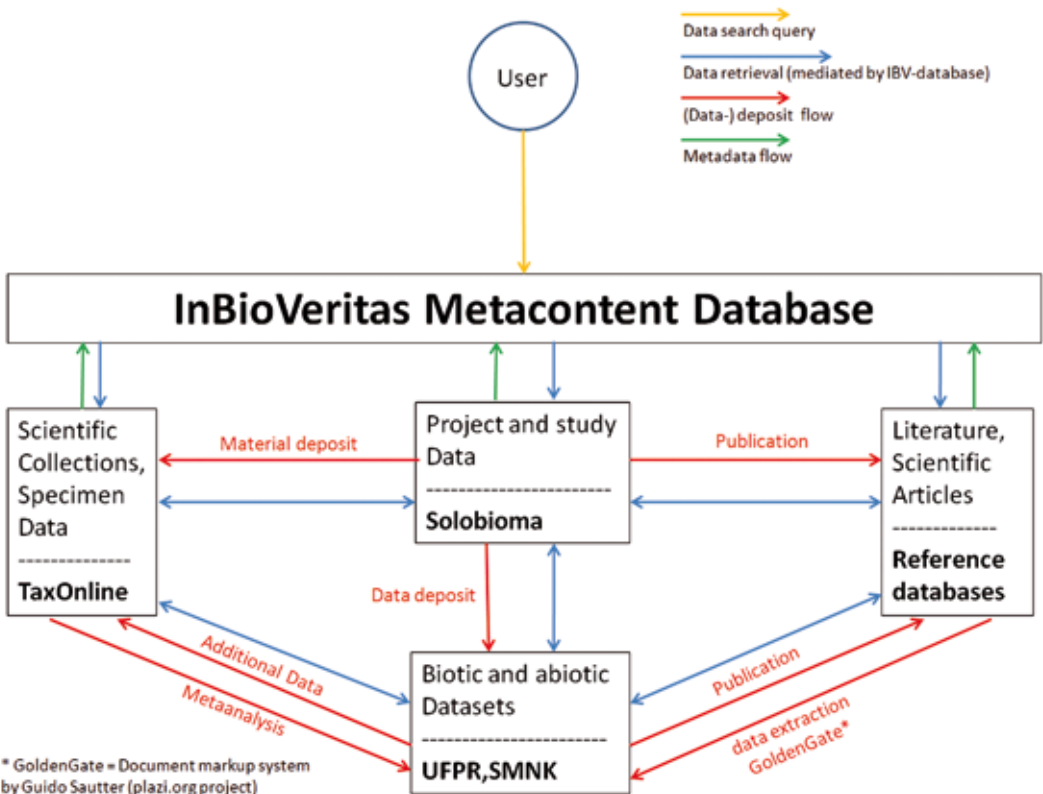 User
Data search query
Data retrieval (mediated by IBV-database)
(Data-) deposit flow
Metadata flow
InBioVeritas Metacontent Database
Scientific
Collections,
Specimen
Data
--------------
TaxOnline
Material deposit
Project and study
Data
-----------------------
Solobioma
Publication
Literature,
Scientific
Articles
-------------
Reference
databases
Data deposit
Additional Data
Metaanalysis
Biotic and abiotic
Datasets
-----------------------
UFPR,SMNK
Publication
data extraction
GoldenGate*
* GoldenGate = Document markup system
by Guido Sautter (plazi.org project)